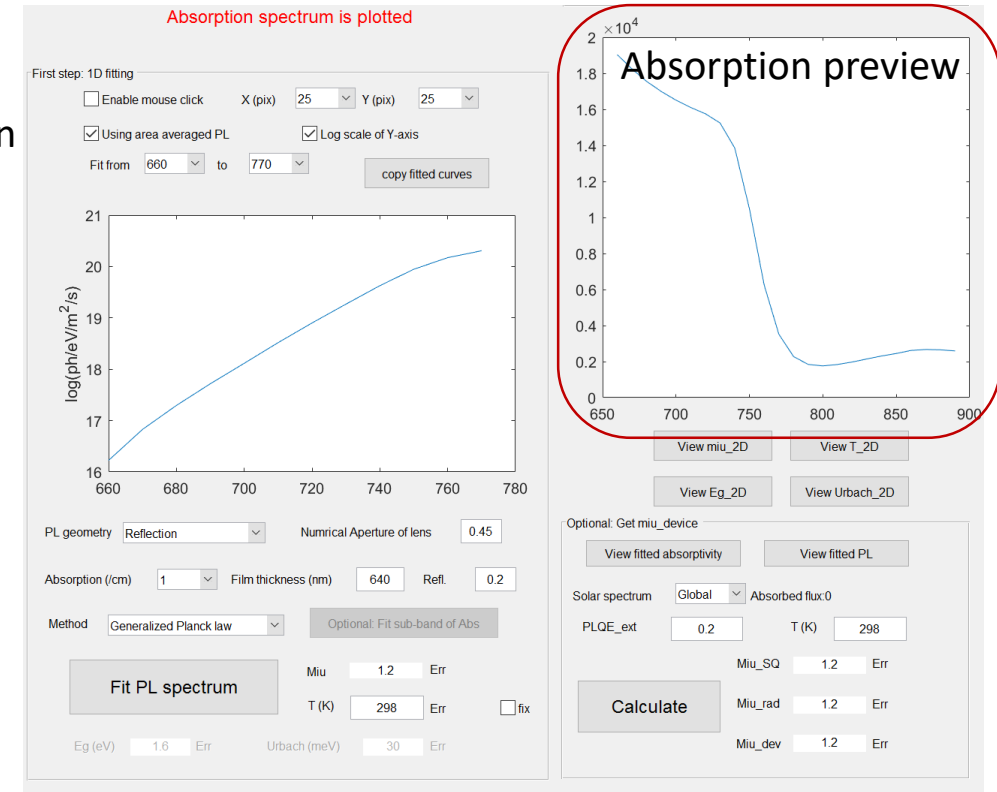 Absorption spectrum is plotted
n
First step: 1D fitting
Enable mouse click X (pix) 25 Y (pix) 25
Using area averaged PL Log scale of Y-axis
Fit from 660 to 770 copy fitted curves
21
20
19
18
17
16
log(ph/eV/m^2/s)
660 680 700 720 740 760 780
PL geometry Reflection Numrical Aperture of lens 0.45
Absorption (/cm) 1 Film thickness (nm) 640 Refl. 0.2
Method Generalized Planck law Optional: Fit sub-band of Abs
Fit PL spectrum
Miu 1.2 Err
T (K) 298 Err fix
Eg (eV) 1.6 Err Urbach (meV) 30 Err
×10^4
Absorption preview
2
1.8
1.6
1.4
1.2
1
0.8
0.6
0.4
0.2
0
650 700 750 800 850 900
View miu_2D View T_2D
View Eg_2D View Urbach_2D
Optional: Get miu_device
View fitted absorptivity View fitted PL
Solar spectrum Global Absorbed flux:0
PLQE_ext 0.2 T (K) 298
Miu_SQ 1.2 Err
Calculate Miu_rad 1.2 Err
Miu_dev 1.2 Err